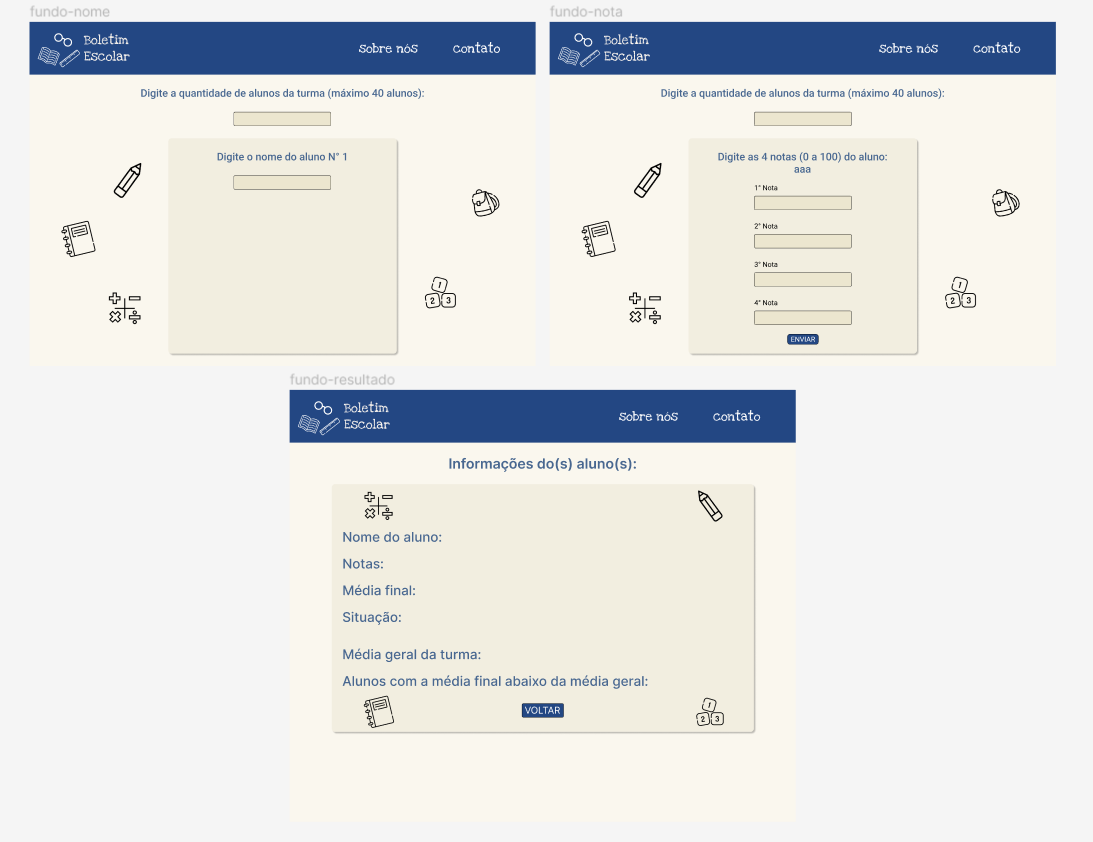 fundo-nome
Boletim
Escolar
sobre nós
contato
Digite a quantidade de alunos da turma (máximo 40 alunos):
Digite o nome do aluno N° 1
1
2
3
fundo-nota
Boletim
Escolar
sobre nós
contato
Digite a quantidade de alunos da turma (máximo 40 alunos):
Digite as 4 notas (0 a 100) do aluno:
aaa
1° Nota
2° Nota
3° Nota
4° Nota
ENVIAR
1
2
3
fundo-resultado
Boletim
Escolar
sobre nós
contato
Informações do(s) aluno(s):
Nome do aluno:
Notas:
Média final:
Situação:
Média geral da turma:
Alunos com a média final abaixo da média geral:
VOLTAR
1
2
3